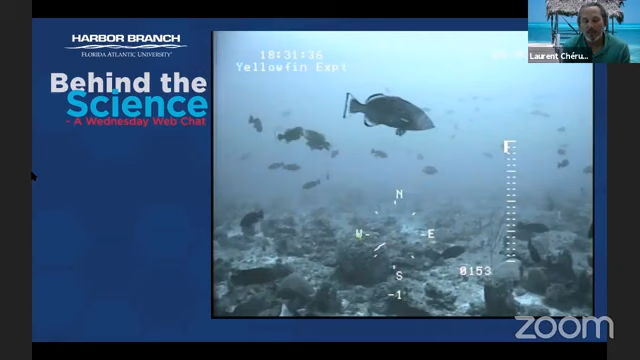 HARBOR BRANCH
FLORIDA ATLANTIC UNIVERSITY
Behind the
Science
- A Wednesday Web Chat
18:31:36
Yellowfin Expt
F
N
W
E
S
-1
0153
Laurent Chéru...
zoom